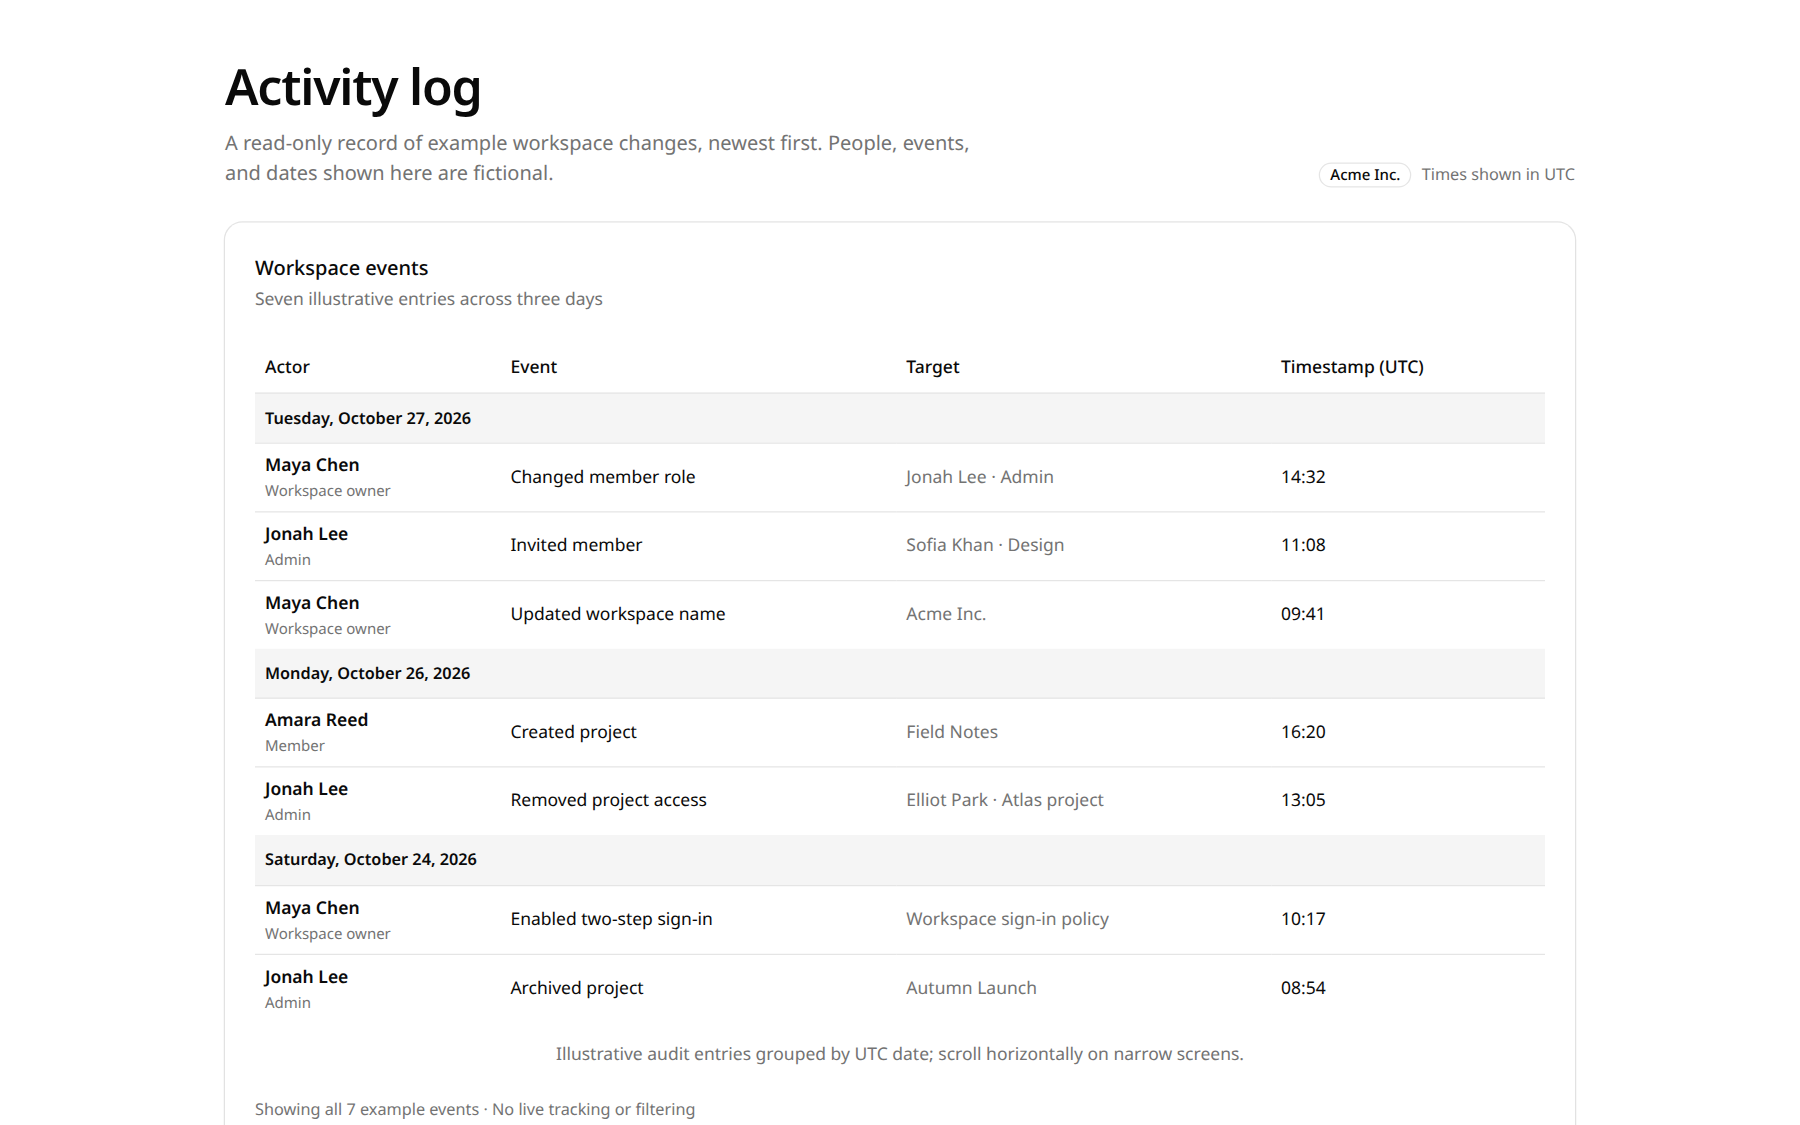 Activity log
A read-only record of example workspace changes, newest first. People, events,
and dates shown here are fictional.
Acme Inc. Times shown in UTC
Workspace events
Seven illustrative entries across three days
Actor Event Target Timestamp (UTC)
Tuesday, October 27, 2026
Maya Chen
Workspace owner
Changed member role
Jonah Lee · Admin
14:32
Jonah Lee
Admin
Invited member
Sofia Khan · Design
11:08
Maya Chen
Workspace owner
Updated workspace name
Acme Inc.
09:41
Monday, October 26, 2026
Amara Reed
Member
Created project
Field Notes
16:20
Jonah Lee
Admin
Removed project access
Elliot Park · Atlas project
13:05
Saturday, October 24, 2026
Maya Chen
Workspace owner
Enabled two-step sign-in
Workspace sign-in policy
10:17
Jonah Lee
Admin
Archived project
Autumn Launch
08:54
Illustrative audit entries grouped by UTC date; scroll horizontally on narrow screens.
Showing all 7 example events · No live tracking or filtering